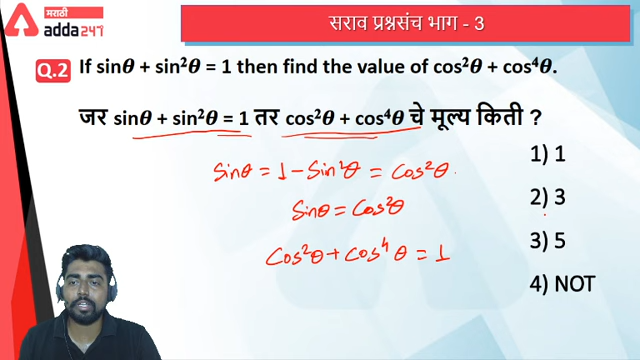 मराठी
adda247
सराव प्रश्नसंच भाग - 3
Q.2 If sinθ + sin²θ = 1 then find the value of cos²θ + cos⁴θ.
जर sinθ + sin²θ = 1 तर cos²θ + cos⁴θ चे मूल्य किती ?
Sinθ = 1 - Sin²θ = Cos²θ
Sinθ = Cos²θ
Cos²θ + Cos⁴θ = 1
1) 1
2) 3
3) 5
4) NOT